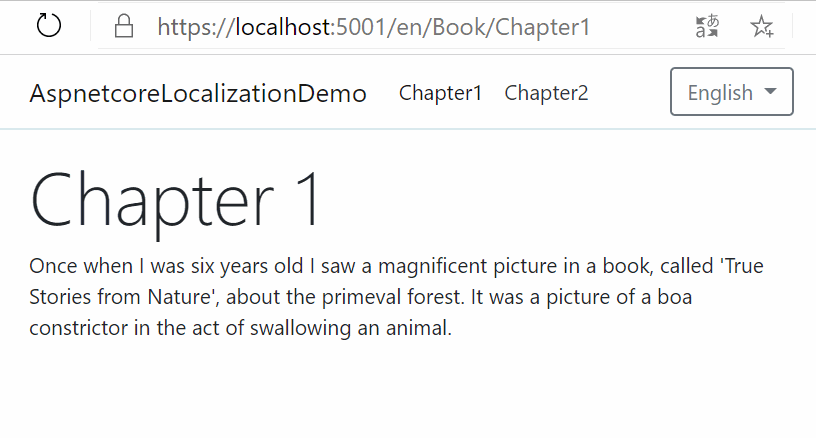 https://localhost:5001/en/Book/Chapter1
AspnetcoreLocalizationDemo Chapter1 Chapter2 English
Chapter 1
Once when I was six years old I saw a magnificent picture in a book, called 'True
Stories from Nature', about the primeval forest. It was a picture of a boa
constrictor in the act of swallowing an animal.